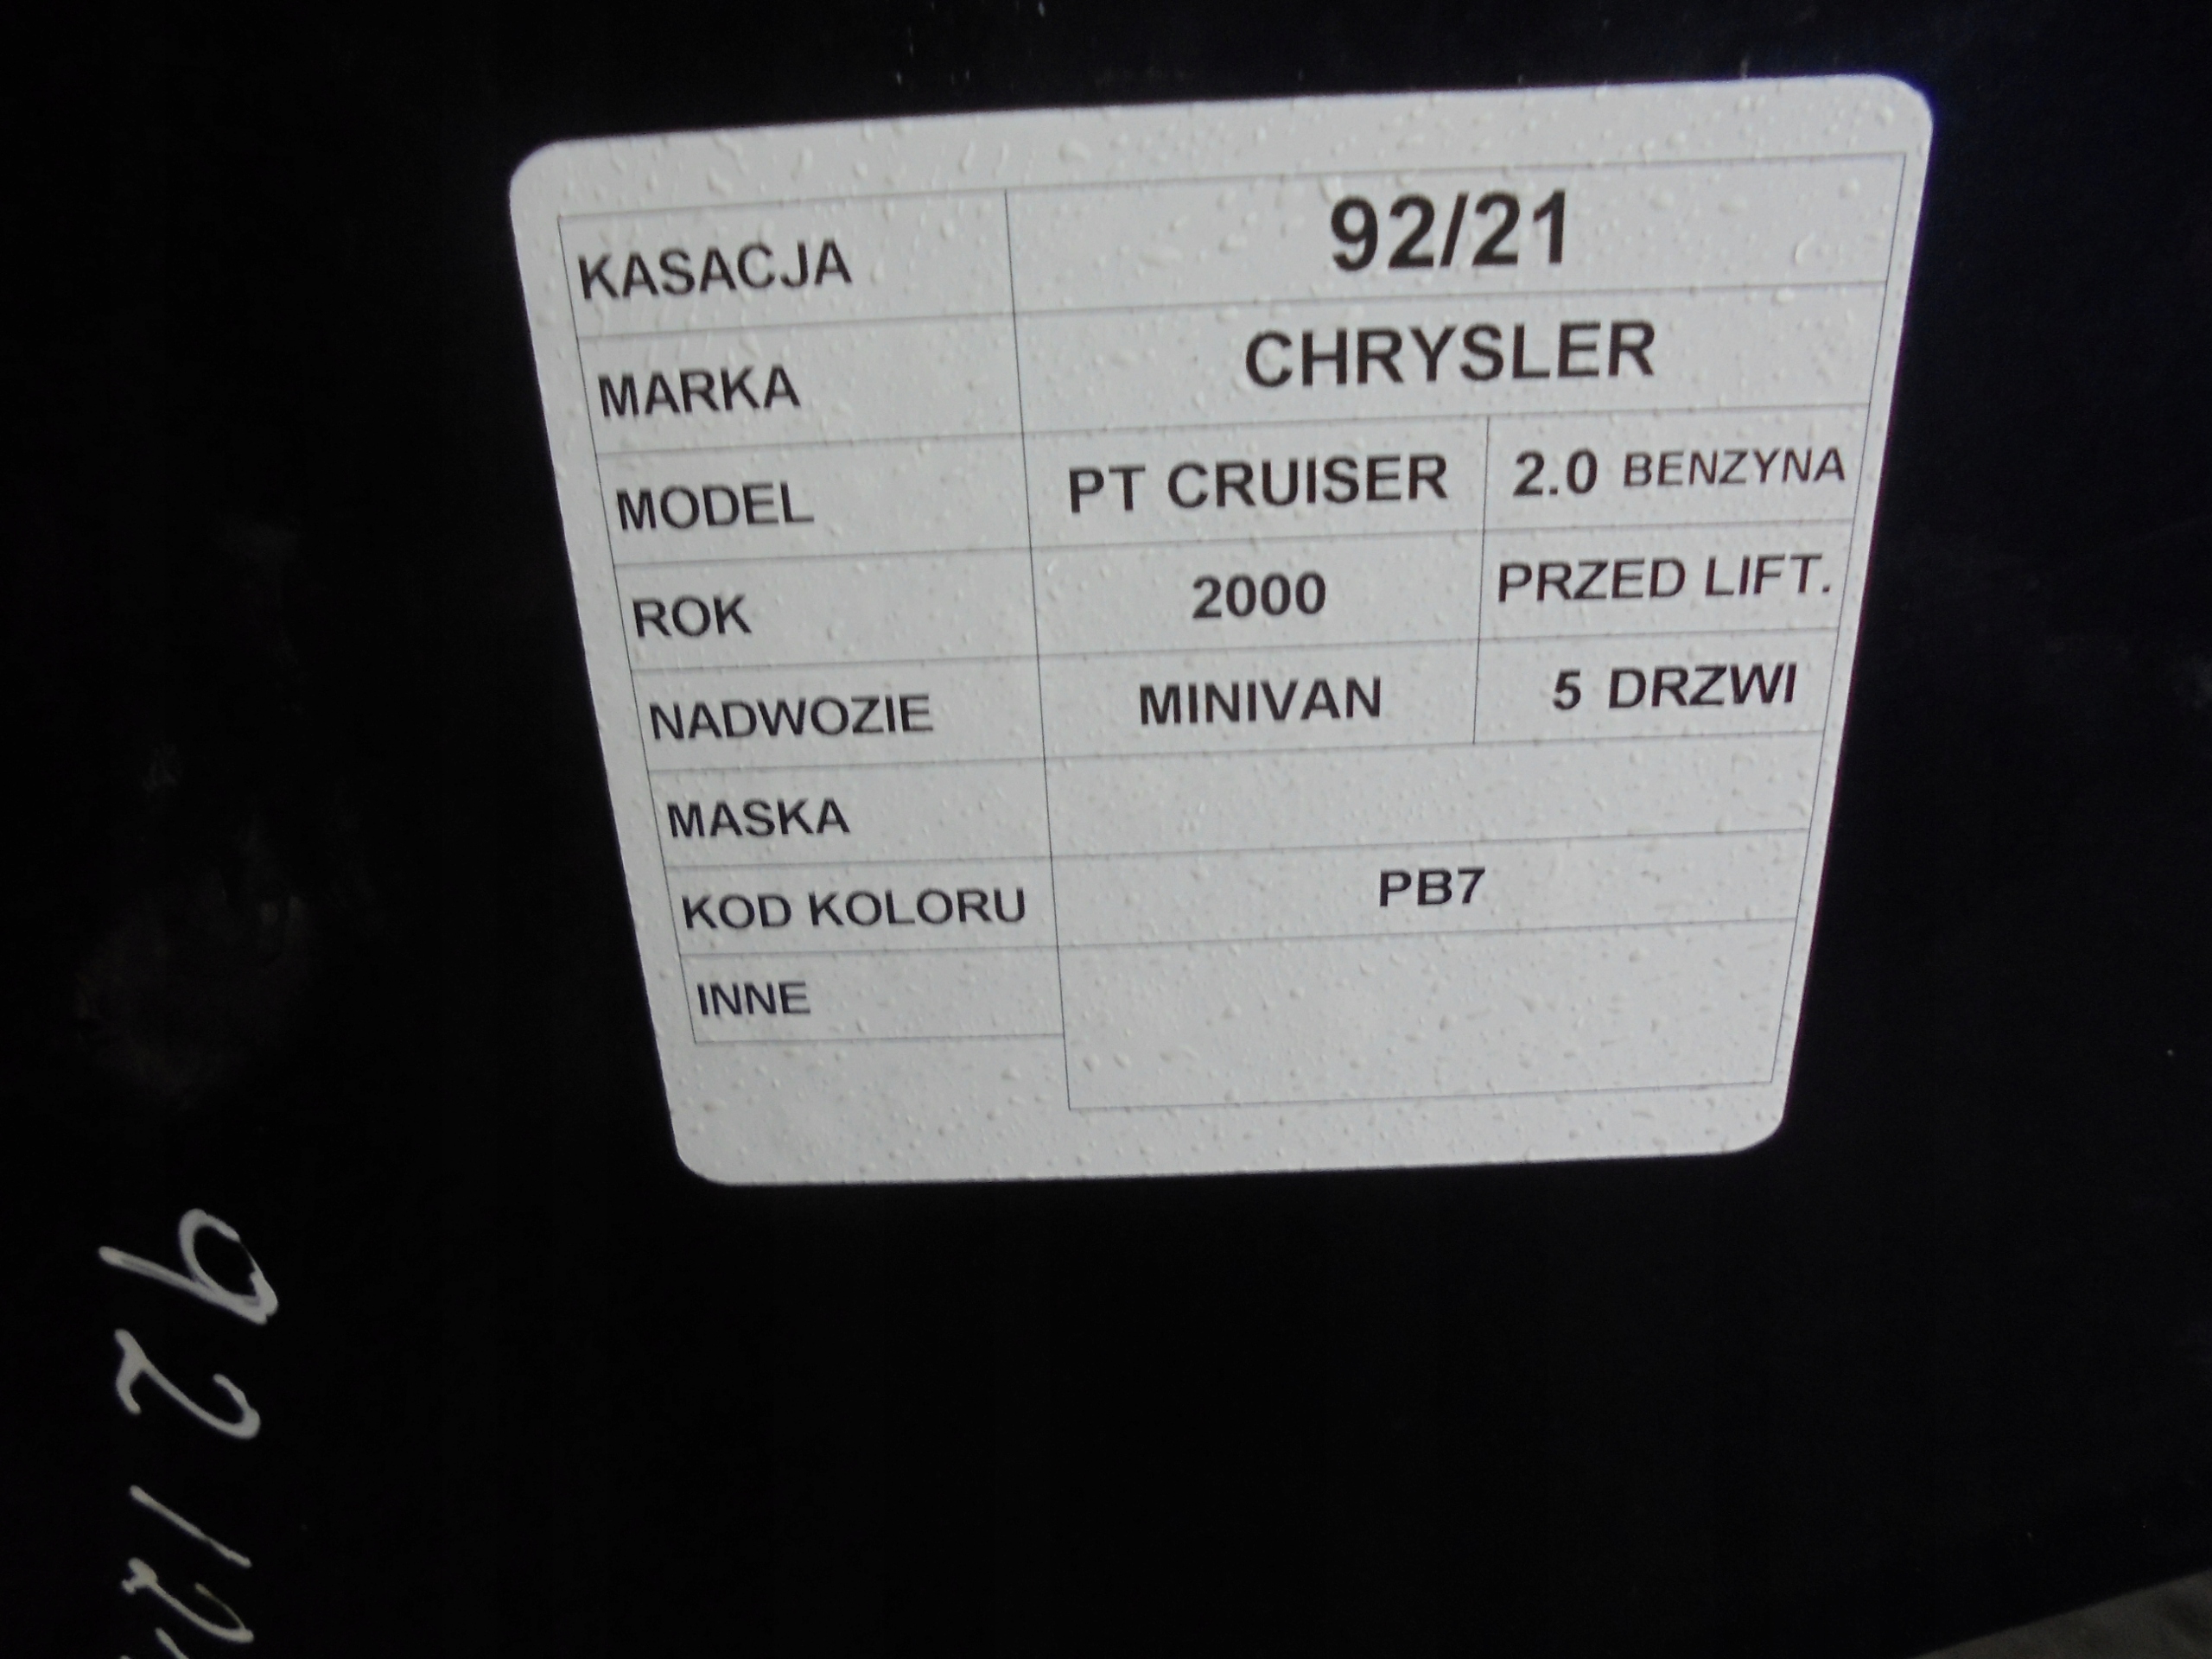 KASACJA 92/21
MARKA CHRYSLER
MODEL PT CRUISER 2.0 BENZYNA
ROK 2000 PRZED LIFT.
NADWOZIE MINIVAN 5 DRZWI
MASKA
KOD KOLORU PB7
INNE
92/2